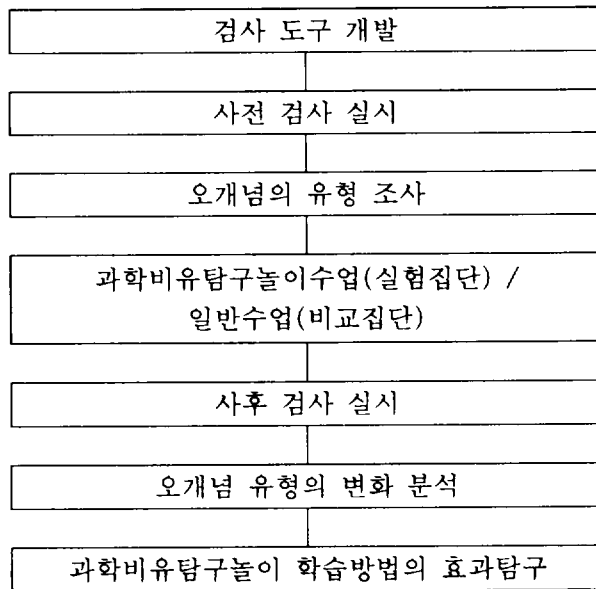 검사 도구 개발
사전 검사 실시
오개념의 유형 조사
과학비유탐구놀이수업(실험집단) /
일반수업(비교집단)
사후 검사 실시
오개념 유형의 변화 분석
과학비유탐구놀이 학습방법의 효과탐구